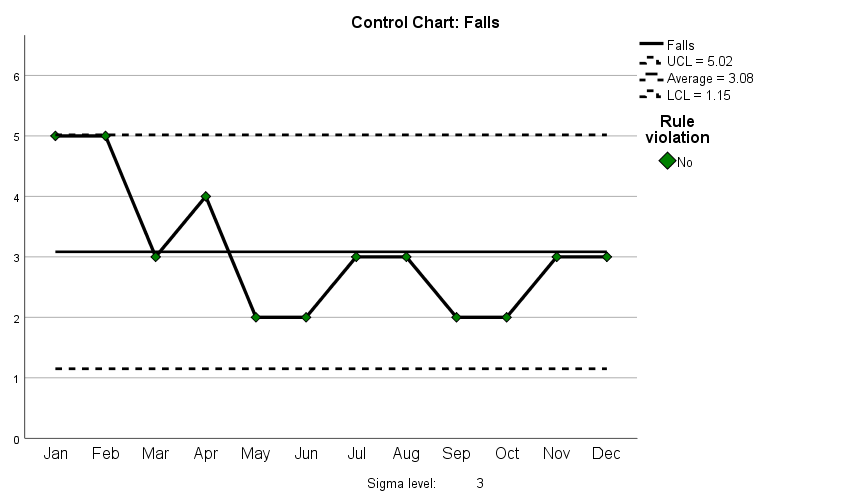 Control Chart: Falls
Falls
UCL = 5.02
Average = 3.08
LCL = 1.15
Rule
violation
No
6
5
4
3
2
1
0
Jan Feb Mar Apr May Jun Jul Aug Sep Oct Nov Dec
Sigma level: 3